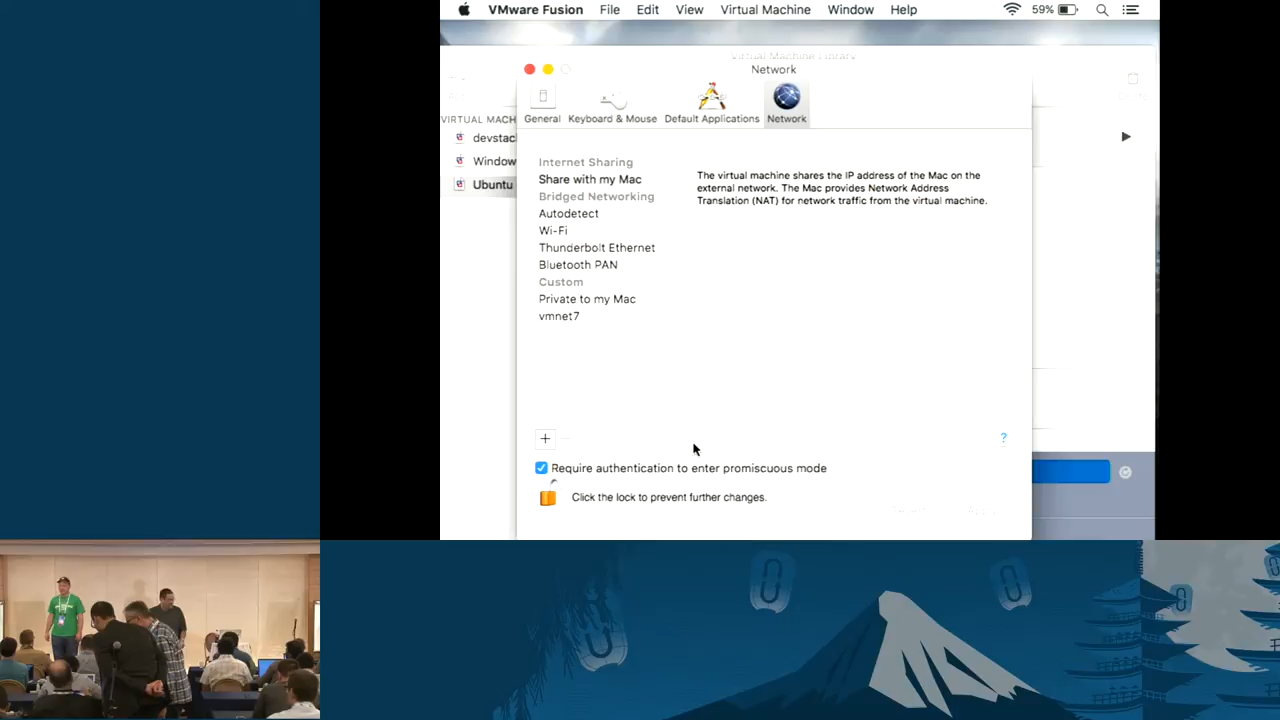 VMware Fusion File Edit View Virtual Machine Window Help 59%
Virtual Machine Library
Network
General Keyboard & Mouse Default Applications Network
VIRTUAL MACH
devstac
Window
Ubuntu
Internet Sharing
Share with my Mac
Bridged Networking
Autodetect
Wi-Fi
Thunderbolt Ethernet
Bluetooth PAN
Custom
Private to my Mac
vmnet7
The virtual machine shares the IP address of the Mac on the
external network. The Mac provides Network Address
Translation (NAT) for network traffic from the virtual machine.
+
?
Require authentication to enter promiscuous mode
Click the lock to prevent further changes.